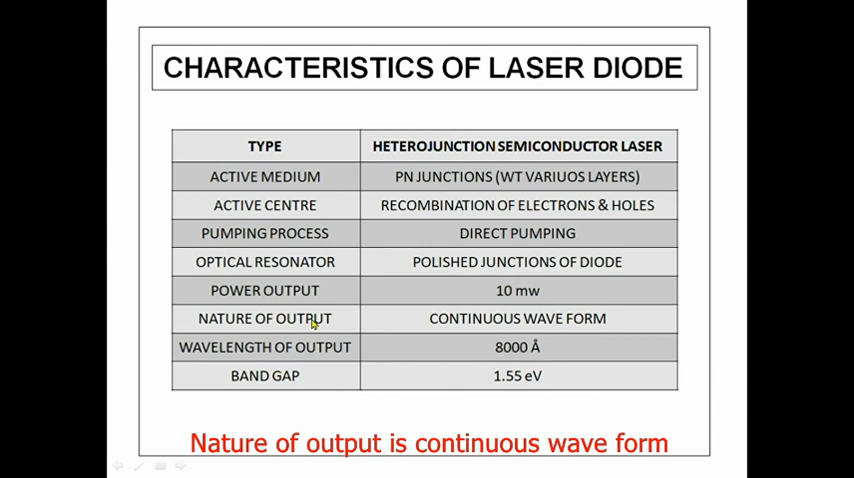 CHARACTERISTICS OF LASER DIODE
TYPE HETEROJUNCTION SEMICONDUCTOR LASER
ACTIVE MEDIUM PN JUNCTIONS (WT VARIUOS LAYERS)
ACTIVE CENTRE RECOMBINATION OF ELECTRONS & HOLES
PUMPING PROCESS DIRECT PUMPING
OPTICAL RESONATOR POLISHED JUNCTIONS OF DIODE
POWER OUTPUT 10 mw
NATURE OF OUTPUT CONTINUOUS WAVE FORM
WAVELENGTH OF OUTPUT 8000 Å
BAND GAP 1.55 eV
Nature of output is continuous wave form